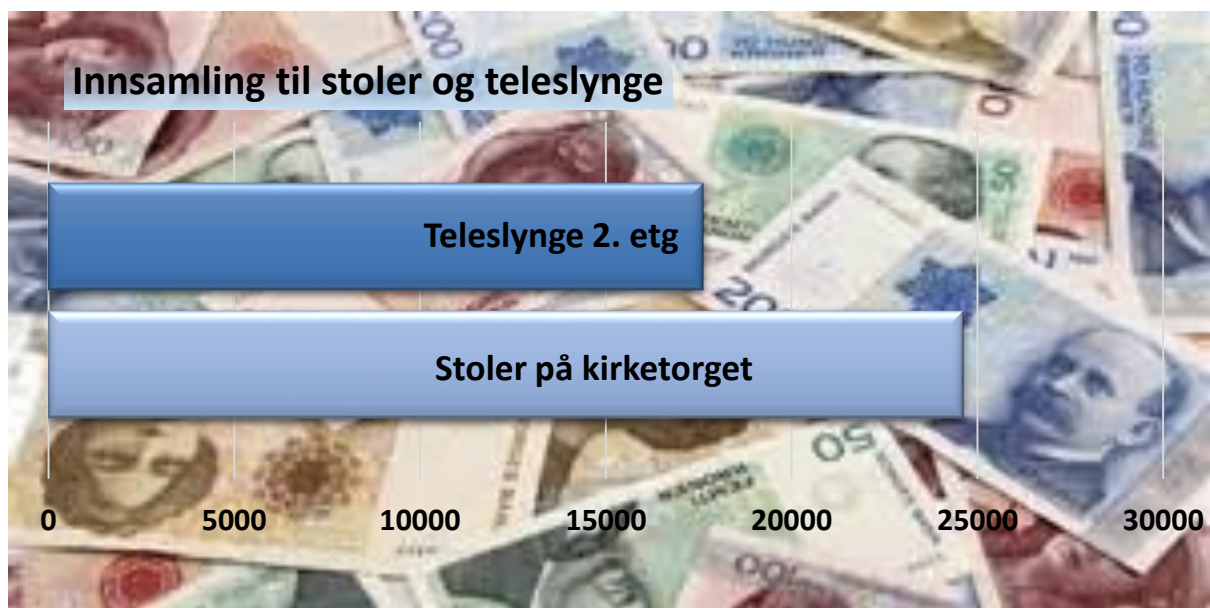 Innsamling til stoler og teleslynge
Teleslynge 2. etg
Stoler på kirketorget
0 5000 10000 15000 20000 25000 30000